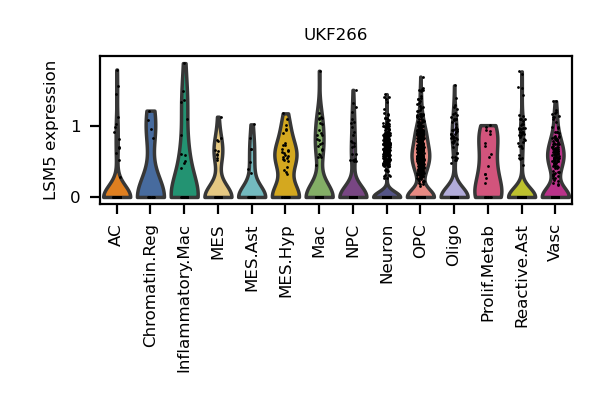 UKF266
LSM5 expression
1
0
AC
Chromatin.Reg
Inflammatory.Mac
MES
MES.Ast
MES.Hyp
Mac
NPC
Neuron
OPC
Oligo
Prolif.Metab
Reactive.Ast
Vasc